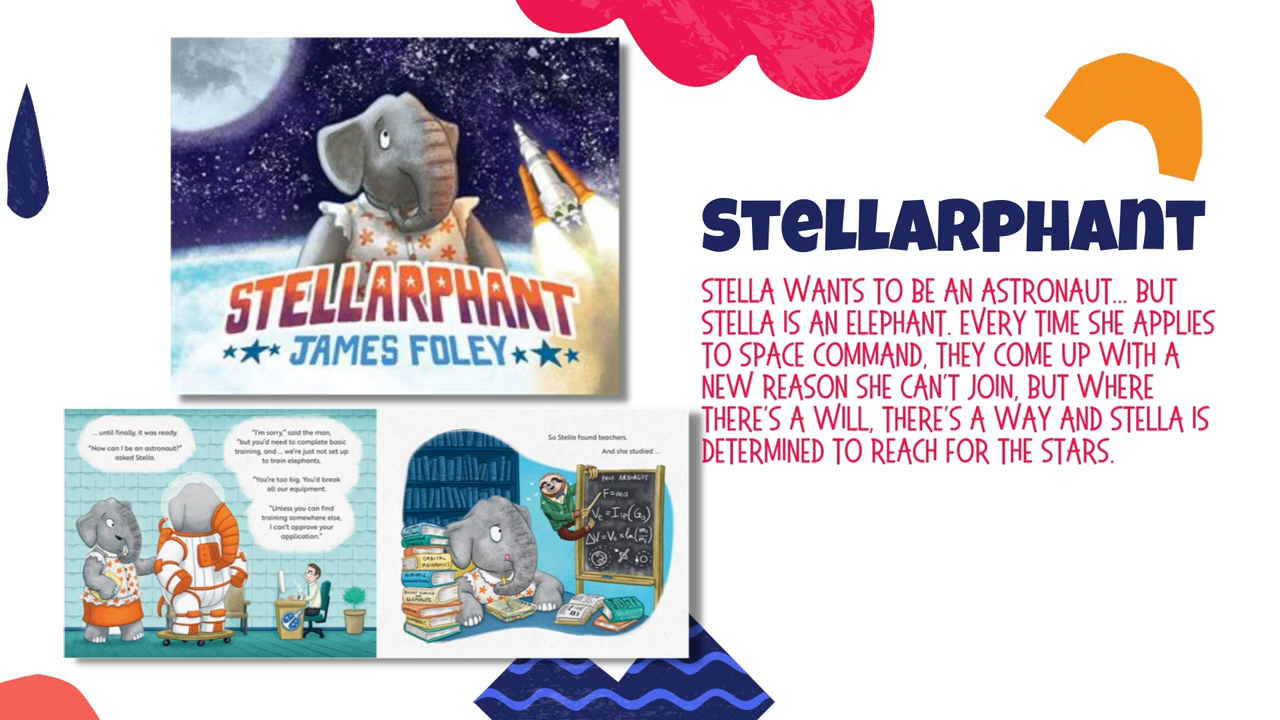 STELLARPHANT
JAMES FOLEY
STELLARPHANT
STELLA WANTS TO BE AN ASTRONAUT... BUT
STELLA IS AN ELEPHANT. EVERY TIME SHE APPLIES
TO SPACE COMMAND, THEY COME UP WITH A
NEW REASON SHE CAN'T JOIN, BUT WHERE
THERE'S A WILL, THERE'S A WAY AND STELLA IS
DETERMINED TO REACH FOR THE STARS.
... until finally, it was ready.
"Now can I be an astronaut?"
asked Stella.
"I'm sorry," said the man,
"but you'd need to complete basic
training, and ... we're just not set up
to train elephants.
"You're too big. You'd break
all our equipment.
"Unless you can find
training somewhere else,
I can't approve your
application."
So Stella found teachers.
And she studied ...
F=ma
ORBITAL
MECHANICS